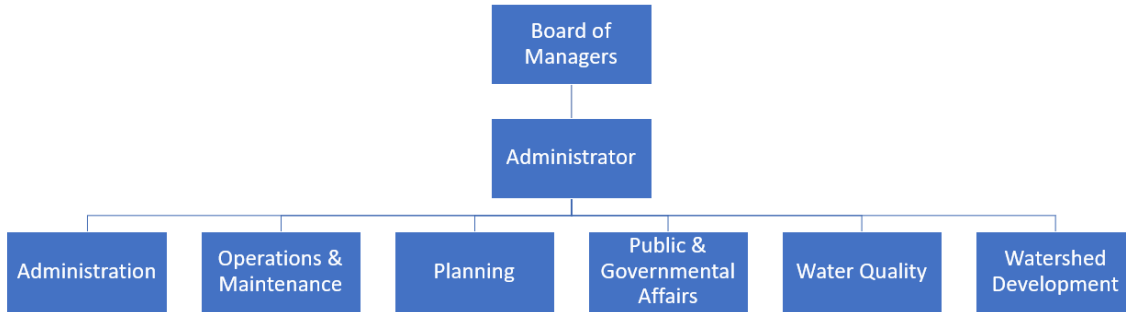 Board of
Managers
Administrator
Administration
Operations &
Maintenance
Planning
Public &
Governmental
Affairs
Water Quality
Watershed
Development